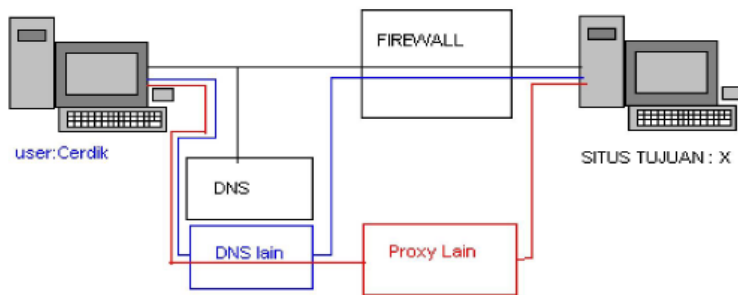 FIREWALL
user:Cerdik
SITUS TUJUAN : X
DNS
DNS lain
Proxy Lain